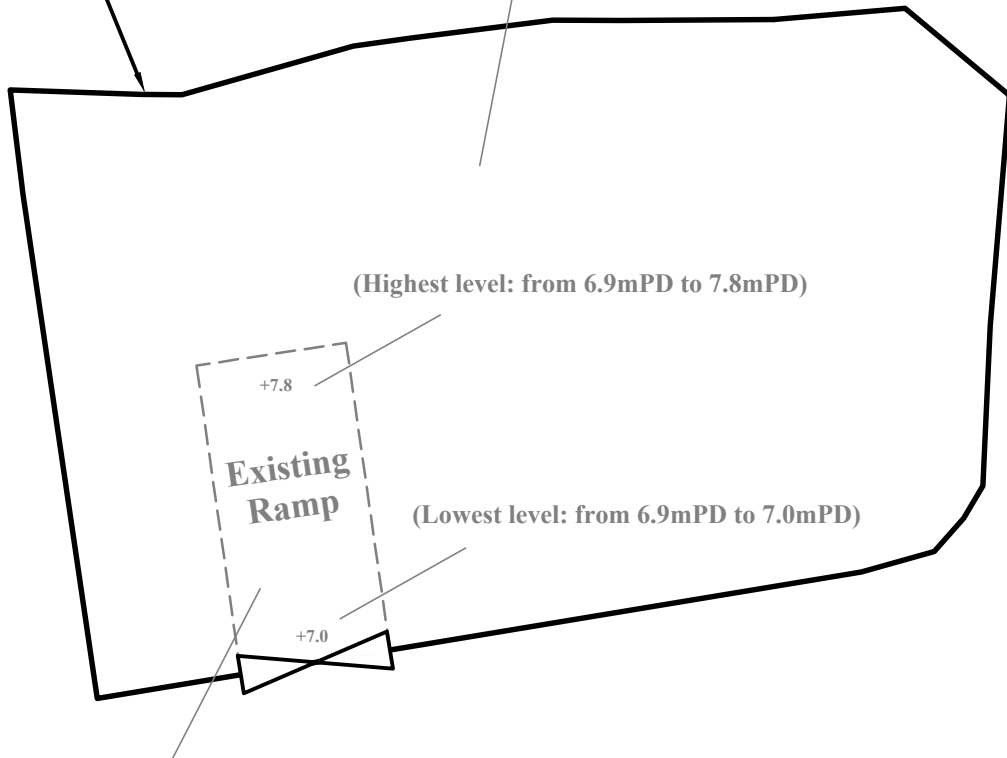 (Highest level: from 6.9mPD to 7.8mPD)
+7.8
Existing
Ramp
(Lowest level: from 6.9mPD to 7.0mPD)
+7.0